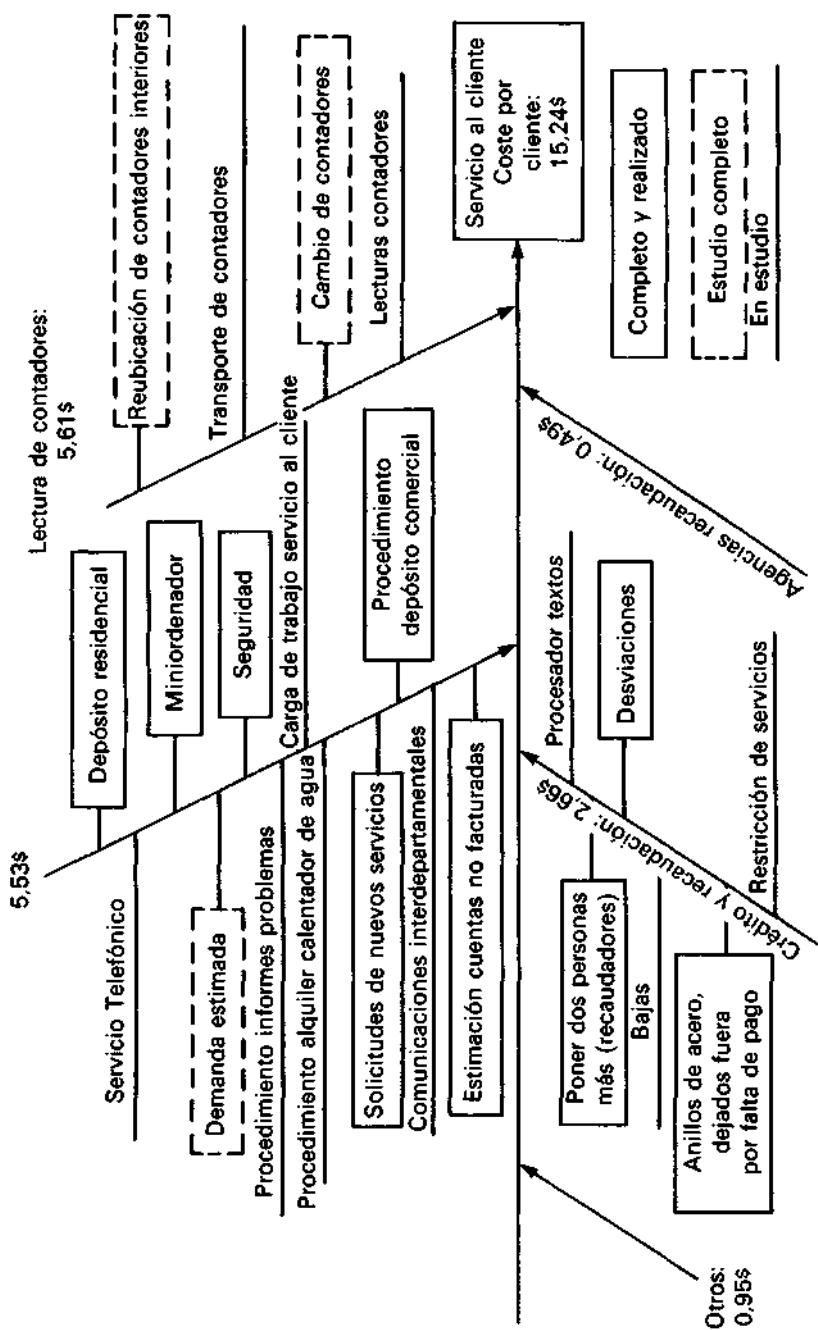 5,53$
Servicio Telefónico
Depósito residencial
Miniordenador
Demanda estimada
Seguridad
Procedimiento informes problemas
Carga de trabajo servicio al cliente
Procedimiento alquiler calentador de agua
Solicitudes de nuevos servicios
Procedimiento
depósito comercial
Comunicaciones interdepartamentales
Estimación cuentas no facturadas
Lectura de contadores:
5,61$
Reubicación de contadores interiores
Transporte de contadores
Cambio de contadores
Lecturas contadores
Servicio al cliente
Coste por
cliente:
15,24$
Otros:
0,95$
Crédito y recaudación: 2,66$
Procesador textos
Poner dos personas
más (recaudadores)
Desviaciones
Bajas
Anillos de acero,
dejados fuera
por falta de pago
Restricción de servicios
Agencias recaudación: 0,49$
Completo y realizado
Estudio completo
En estudio